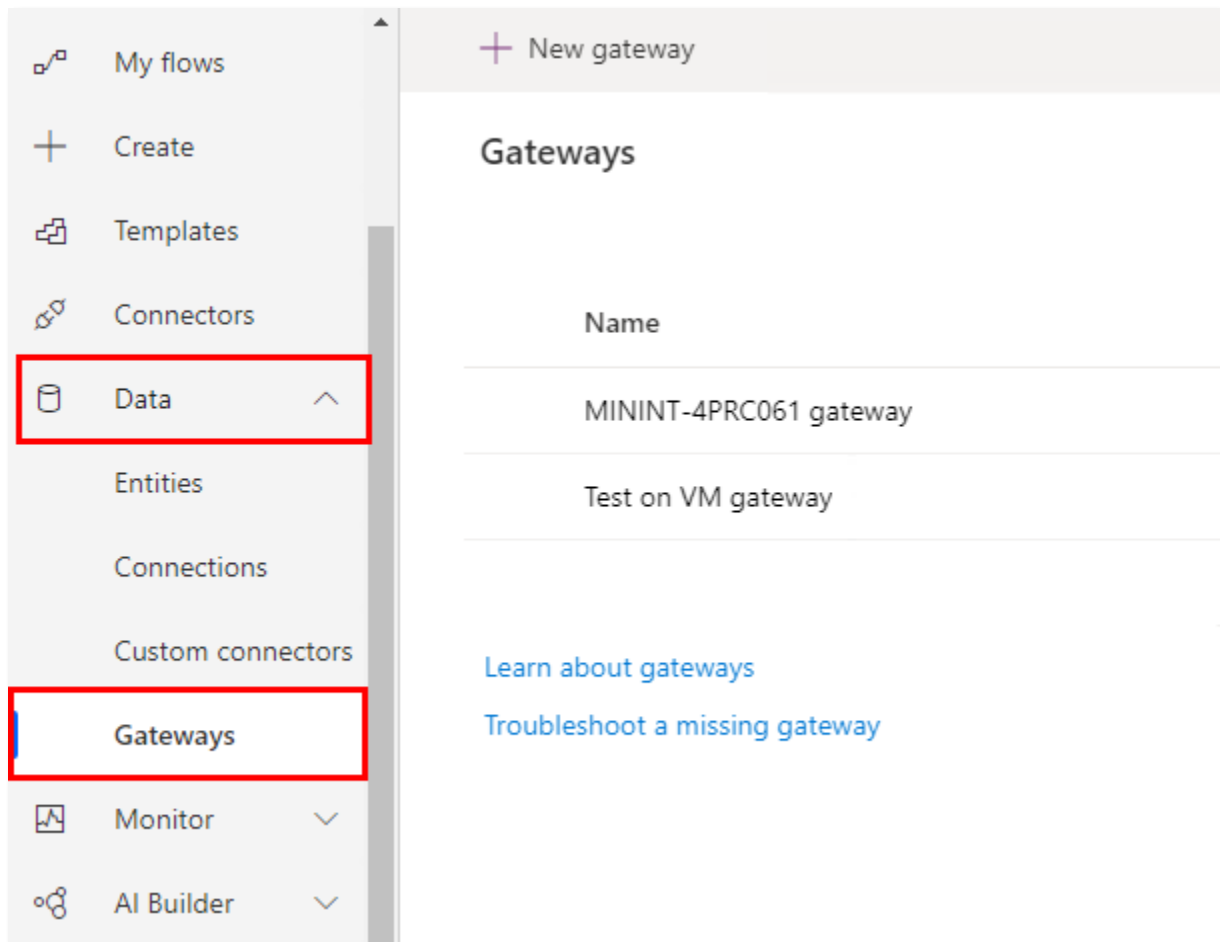 My flows
Create
Templates
Connectors
Data
Entities
Connections
Custom connectors
Gateways
Monitor
AI Builder
New gateway
Gateways
Name
MININT-4PRC061 gateway
Test on VM gateway
Learn about gateways
Troubleshoot a missing gateway